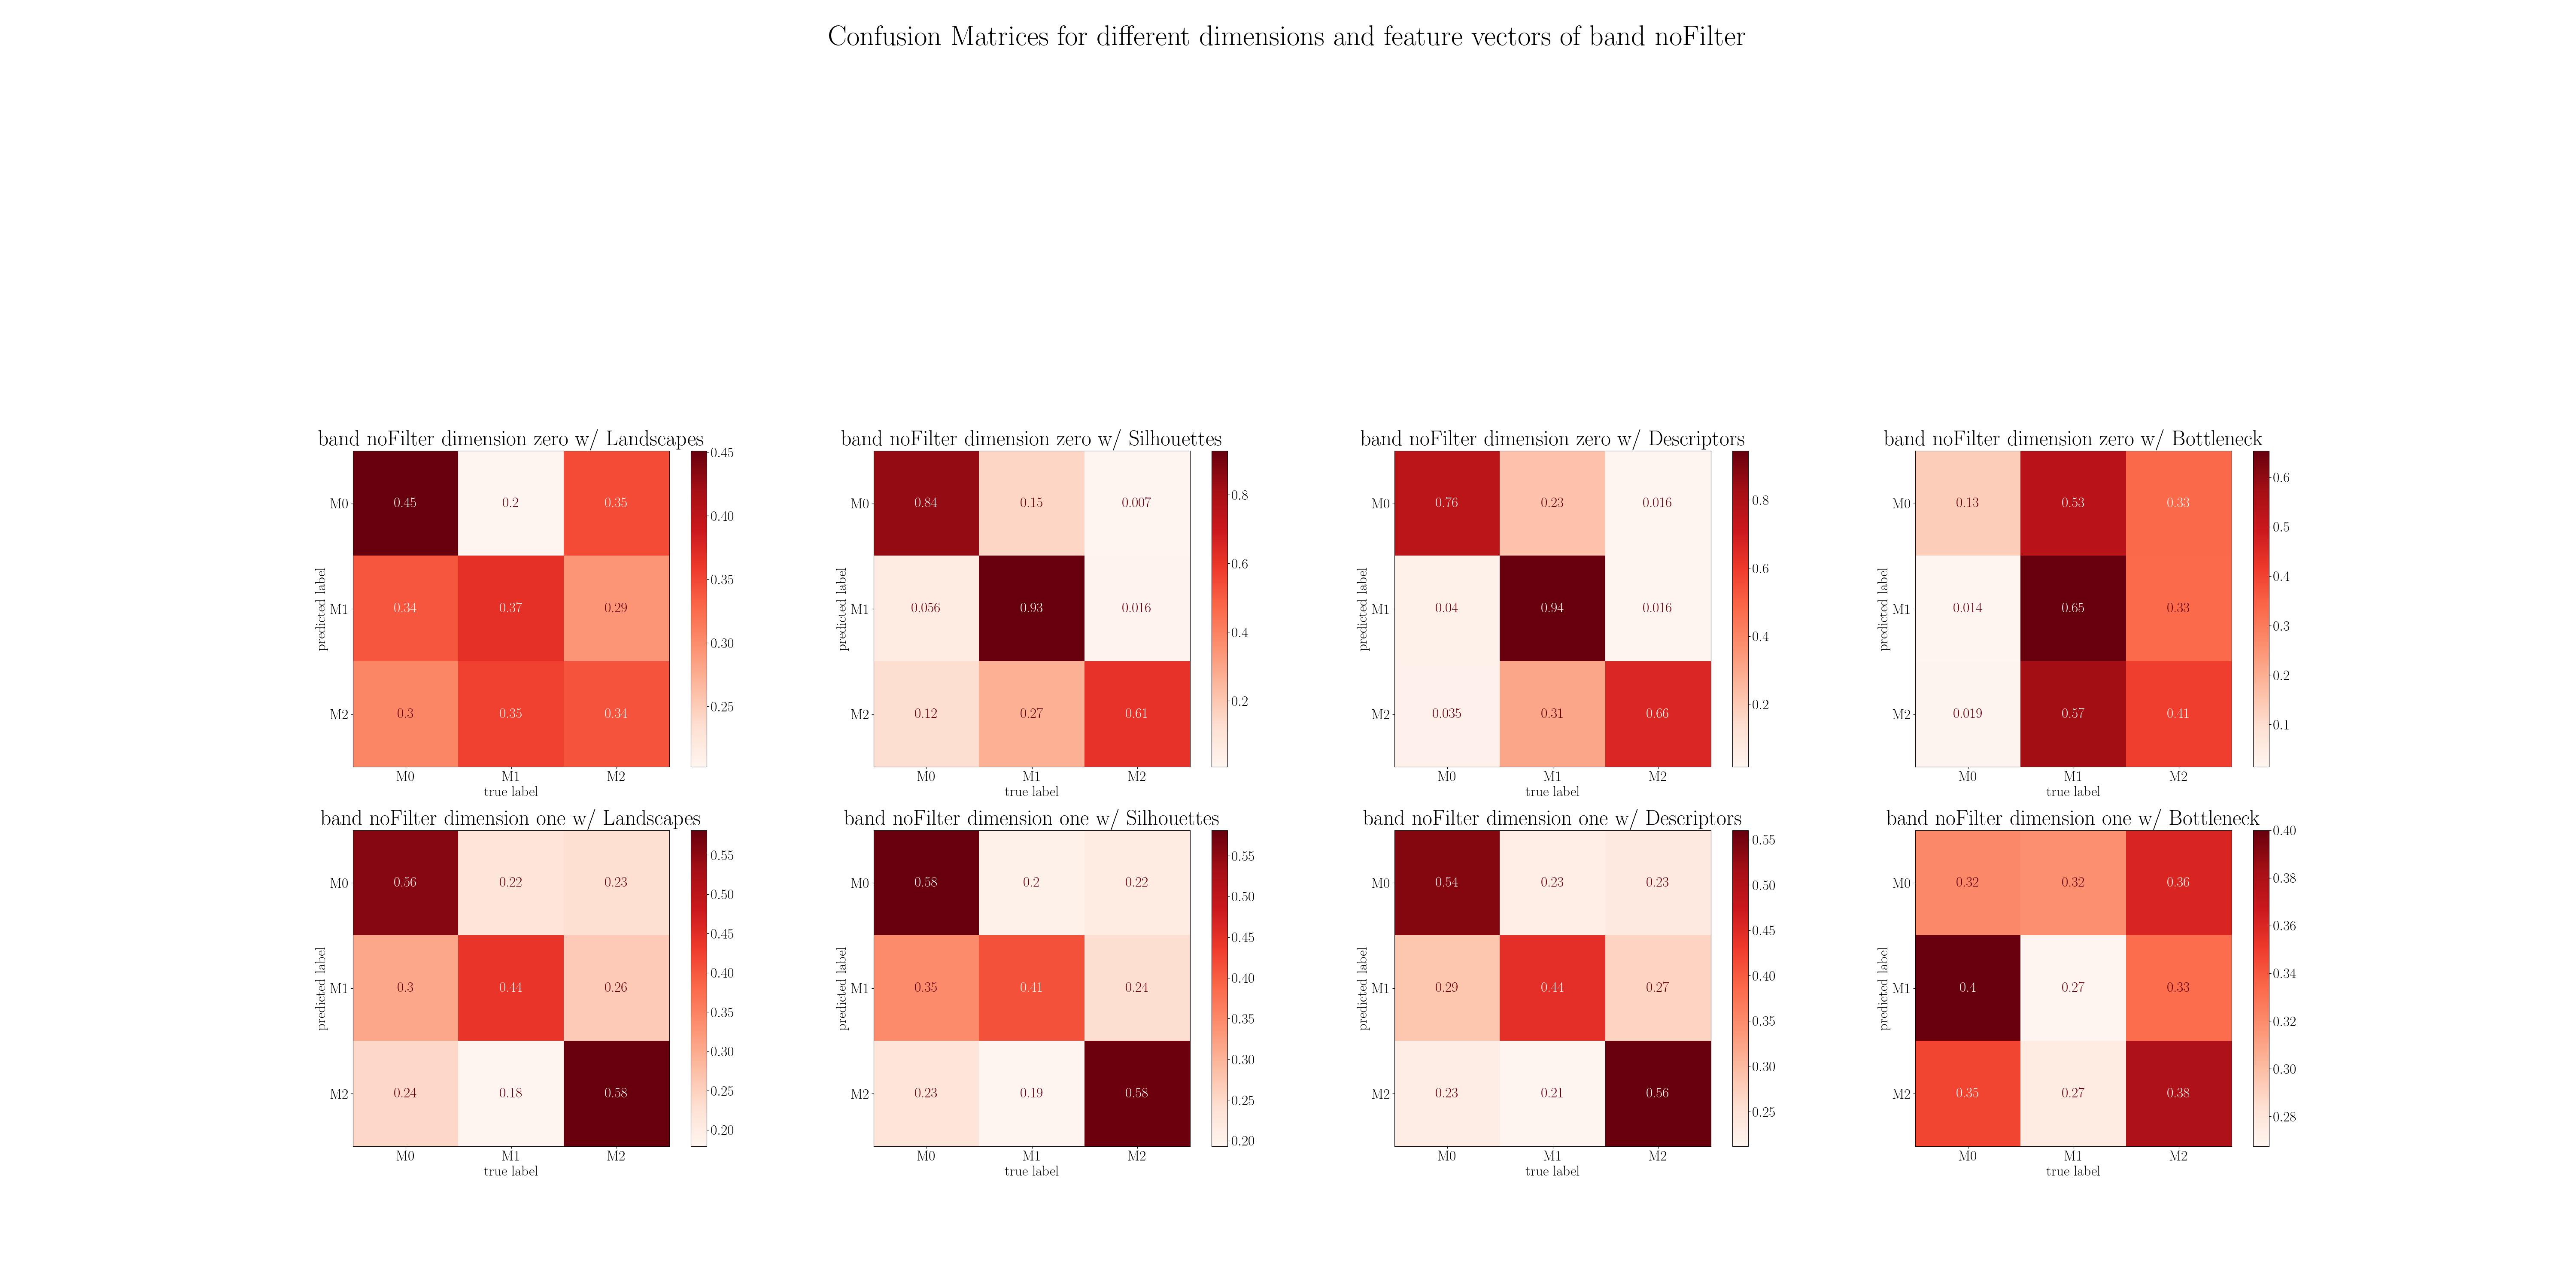 Confusion Matrices for different dimensions and feature vectors of band noFilter
band noFilter dimension zero w/ Landscapes
0.45 0.2 0.35
0.34 0.37 0.29
0.3 0.35 0.34
M0
M1
M2
predicted label
M0 M1 M2
true label
0.45
0.40
0.35
0.30
0.25
band noFilter dimension zero w/ Silhouettes
0.84 0.15 0.007
0.056 0.93 0.016
0.12 0.27 0.61
M0
M1
M2
predicted label
M0 M1 M2
true label
0.8
0.6
0.4
0.2
band noFilter dimension zero w/ Descriptors
0.76 0.23 0.016
0.04 0.94 0.016
0.035 0.31 0.66
M0
M1
M2
predicted label
M0 M1 M2
true label
0.8
0.6
0.4
0.2
band noFilter dimension zero w/ Bottleneck
0.13 0.53 0.33
0.014 0.65 0.33
0.019 0.57 0.41
M0
M1
M2
predicted label
M0 M1 M2
true label
0.6
0.5
0.4
0.3
0.2
0.1
band noFilter dimension one w/ Landscapes
0.56 0.22 0.23
0.3 0.44 0.26
0.24 0.18 0.58
M0
M1
M2
predicted label
M0 M1 M2
true label
0.55
0.50
0.45
0.40
0.35
0.30
0.25
0.20
band noFilter dimension one w/ Silhouettes
0.58 0.2 0.22
0.35 0.41 0.24
0.23 0.19 0.58
M0
M1
M2
predicted label
M0 M1 M2
true label
0.55
0.50
0.45
0.40
0.35
0.30
0.25
0.20
band noFilter dimension one w/ Descriptors
0.54 0.23 0.23
0.29 0.44 0.27
0.23 0.21 0.56
M0
M1
M2
predicted label
M0 M1 M2
true label
0.55
0.50
0.45
0.40
0.35
0.30
0.25
band noFilter dimension one w/ Bottleneck
0.32 0.32 0.36
0.4 0.27 0.33
0.35 0.27 0.38
M0
M1
M2
predicted label
M0 M1 M2
true label
0.40
0.38
0.36
0.34
0.32
0.30
0.28